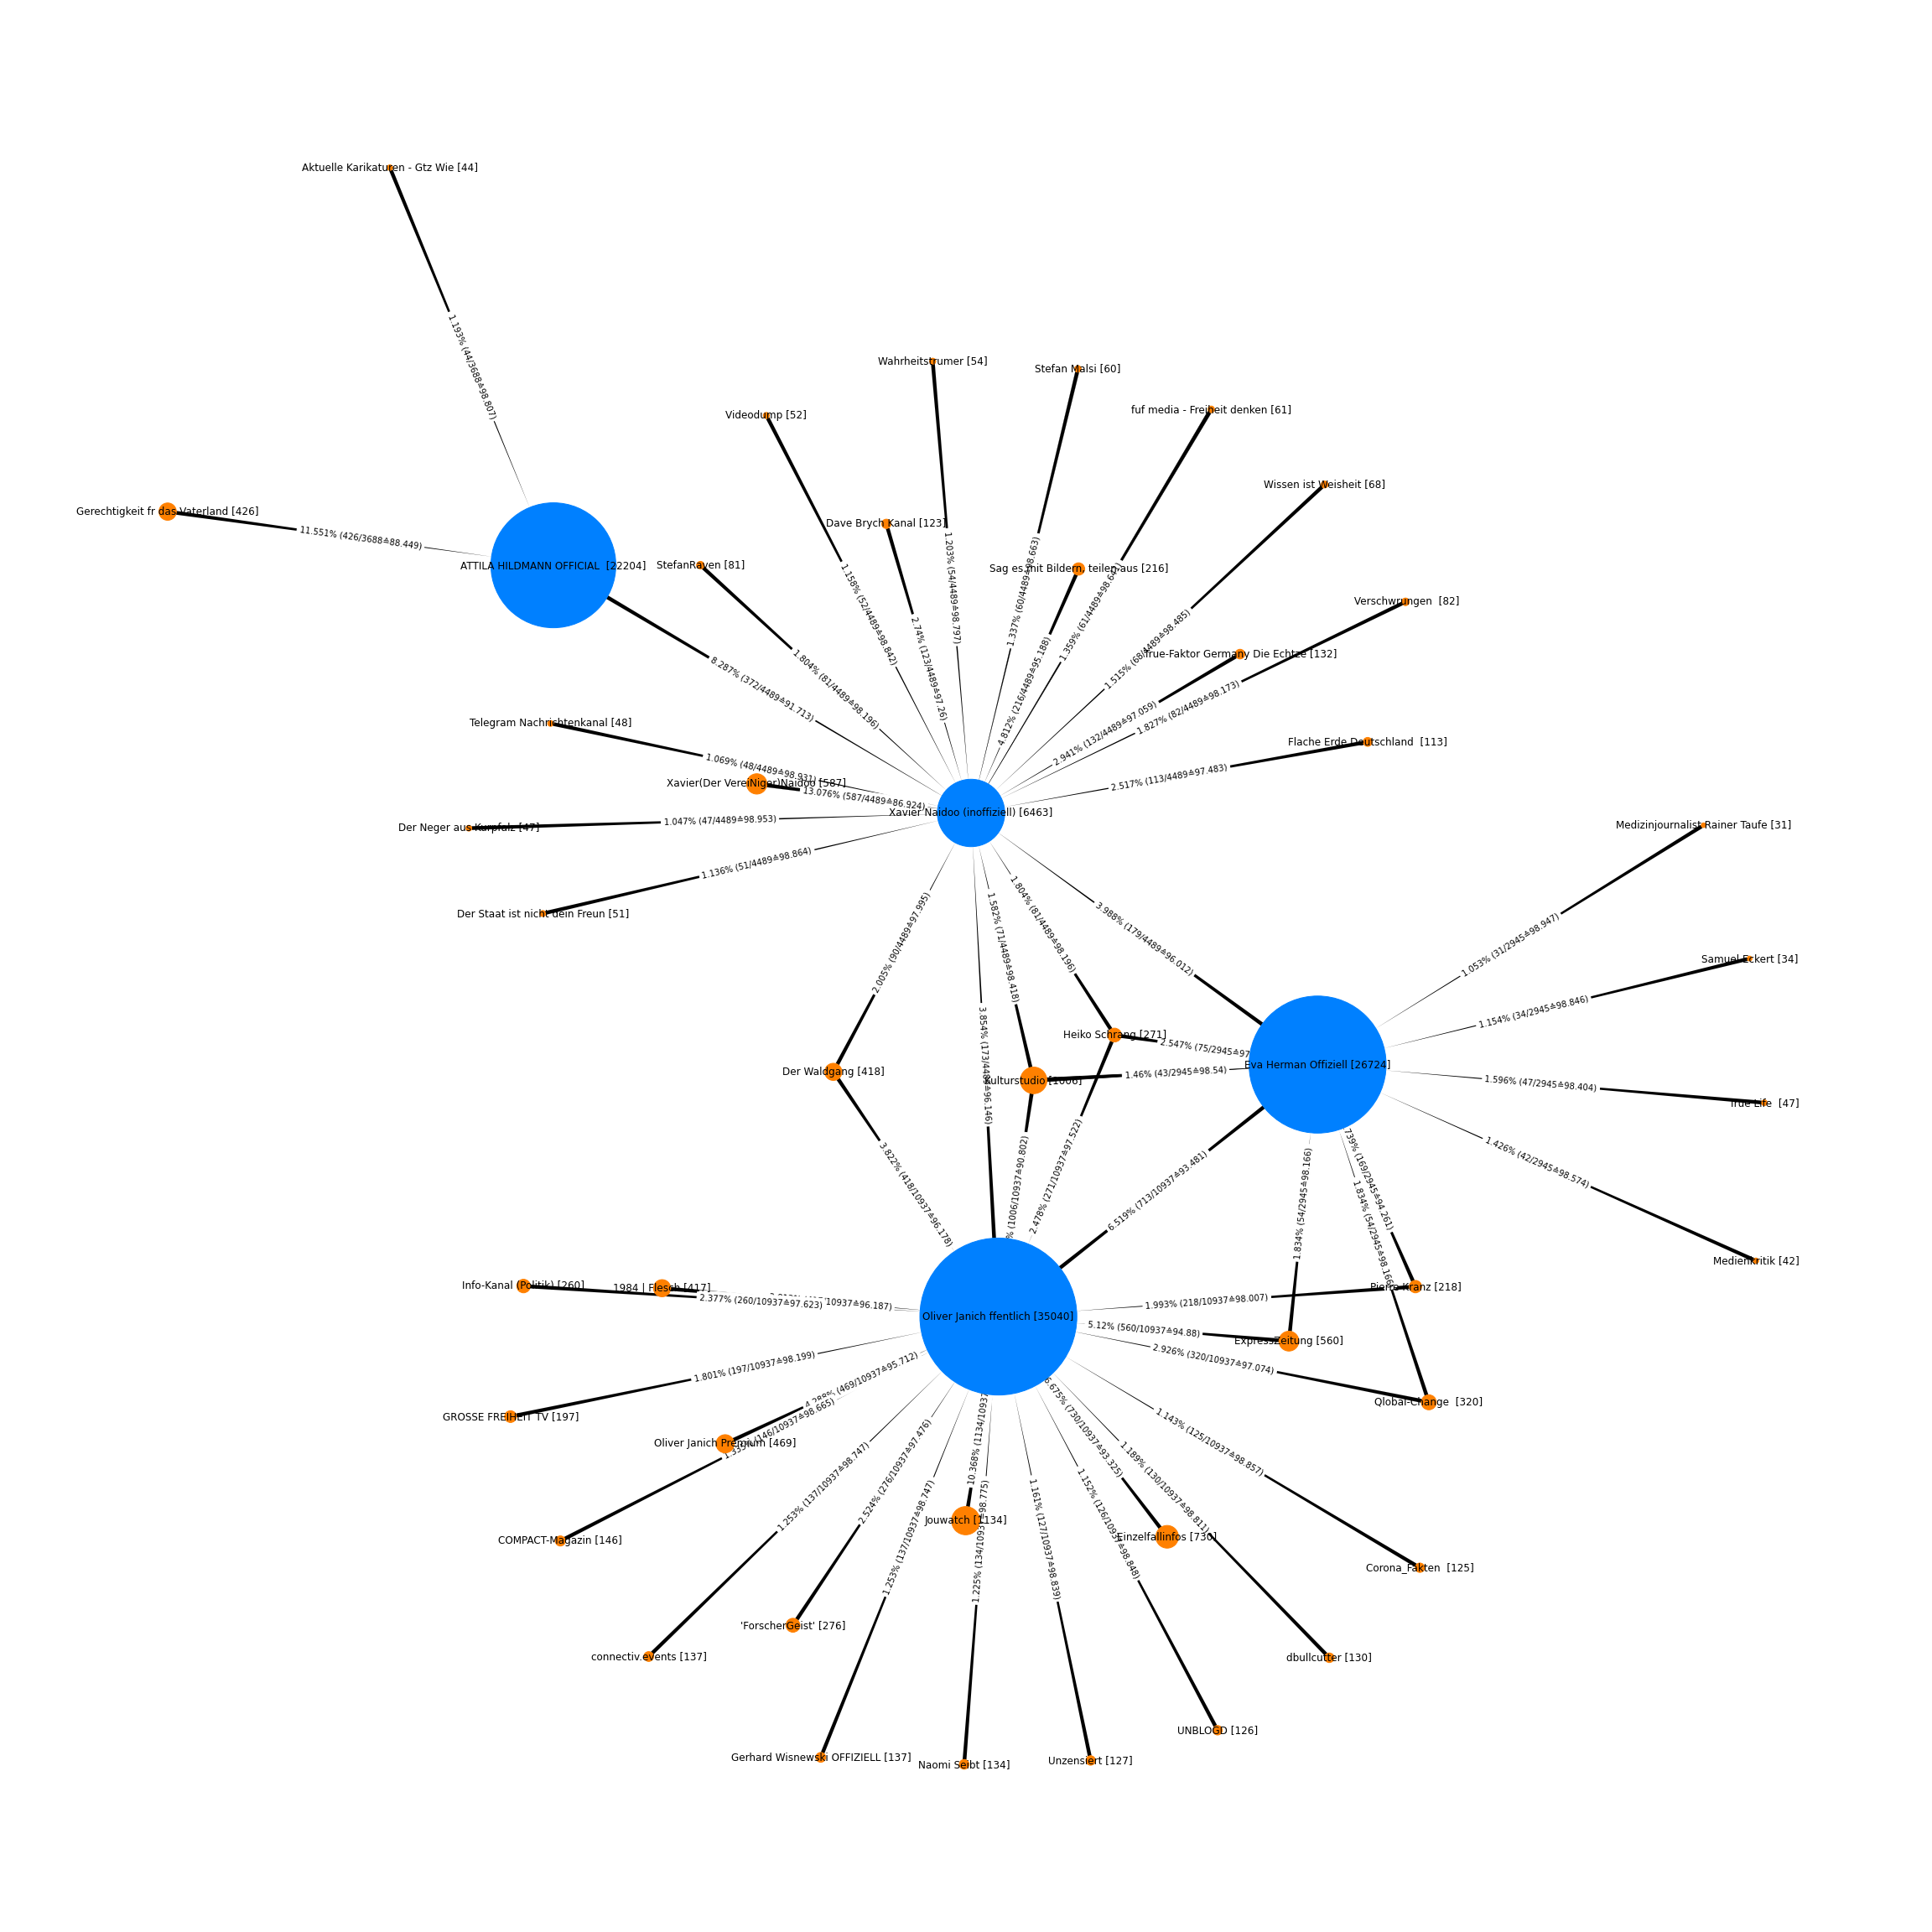 Aktuelle Karikaturen - Gtz Wie [44]
1.193% (44/3688≙98.807)
Wahrheitstrumer [54]
Stefan Malsi [60]
fuf media - Freiheit denken [61]
Videodump [52]
Wissen ist Weisheit [68]
Gerechtigkeit fr das Vaterland [426]
11.551% (426/3688≙88.449)
Dave Brych Kanal [123]
1.203% (54/4489≙98.797)
1.337% (60/4489≙98.663)
ATTILA HILDMANN OFFICIAL  [22204]
StefanRaven [81]
1.158% (52/4489≙98.842)
Sag es mit Bildern, teilen aus [216]
1.359% (61/4489≙98.641)
Verschwrungen  [82]
2.74% (123/4489≙97.26)
1.515% (68/4489≙98.485)
True-Faktor Germany Die Echtze [132]
8.287% (372/4489≙91.713)
1.804% (81/4489≙98.196)
4.812% (216/4489≙95.188)
1.827% (82/4489≙98.173)
2.941% (132/4489≙97.059)
Telegram Nachrichtenkanal [48]
Flache Erde Deutschland  [113]
1.069% (48/4489≙98.931)
2.517% (113/4489≙97.483)
Xavier(Der VereiNiger)Naidoo [587]
13.076% (587/4489≙86.924)
Xavier Naidoo (inoffiziell) [6463]
Der Neger aus Kurpfalz [47]
1.047% (47/4489≙98.953)
Medizinjournalist Rainer Taufe [31]
1.136% (51/4489≙98.864)
Der Staat ist nicht dein Freun [51]
2.005% (90/4489≙97.995)
1.582% (71/4489≙98.418)
1.804% (81/4489≙98.196)
3.988% (179/4489≙96.012)
1.053% (31/2945≙98.947)
Samuel Eckert [34]
1.154% (34/2945≙98.846)
Heiko Schrang [271]
2.547% (75/2945≙97
3.854% (173/4489≙96.146)
Eva Herman Offiziell [26724]
Der Waldgang [418]
Kulturstudio [1006]
1.46% (43/2945≙98.54)
1.596% (47/2945≙98.404)
True Life  [47]
3.822% (418/10937≙96.178)
% (1006/10937≙90.802)
2.478% (271/10937≙97.522)
6.519% (713/10937≙93.481)
1.834% (54/2945≙98.166)
739% (169/2945≙94.261)
1.834% (54/2945≙98.166)
1.426% (42/2945≙98.574)
Medienkritik [42]
Info-Kanal (Politik) [260]
1984 | Flesch [417]
2.377% (260/10937≙97.623)
/10937≙96.187)
Pierre Kranz [218]
1.993% (218/10937≙98.007)
Oliver Janich ffentlich [35040]
5.12% (560/10937≙94.88)
ExpressZeitung [560]
2.926% (320/10937≙97.074)
1.801% (197/10937≙98.199)
Qlobal-Change  [320]
4.288% (469/10937≙95.712)
GROSSE FREIHEIT TV [197]
Oliver Janich Premium [469]
1.335% (146/10937≙98.665)
10.368% (1134/10937
6.675% (730/10937≙93.325)
1.143% (125/10937≙98.857)
1.253% (137/10937≙98.747)
2.524% (276/10937≙97.476)
1.189% (130/10937≙98.811)
COMPACT-Magazin [146]
Jouwatch [1134]
Einzelfallinfos [730]
1.253% (137/10937≙98.747)
1.225% (134/10937≙98.775)
1.161% (127/10937≙98.839)
1.152% (126/10937≙98.848)
Corona_Fakten  [125]
'ForscherGeist' [276]
connectiv.events [137]
dbullcutter [130]
UNBLOGD [126]
Gerhard Wisnewski OFFIZIELL [137]
Naomi Seibt [134]
Unzensiert [127]